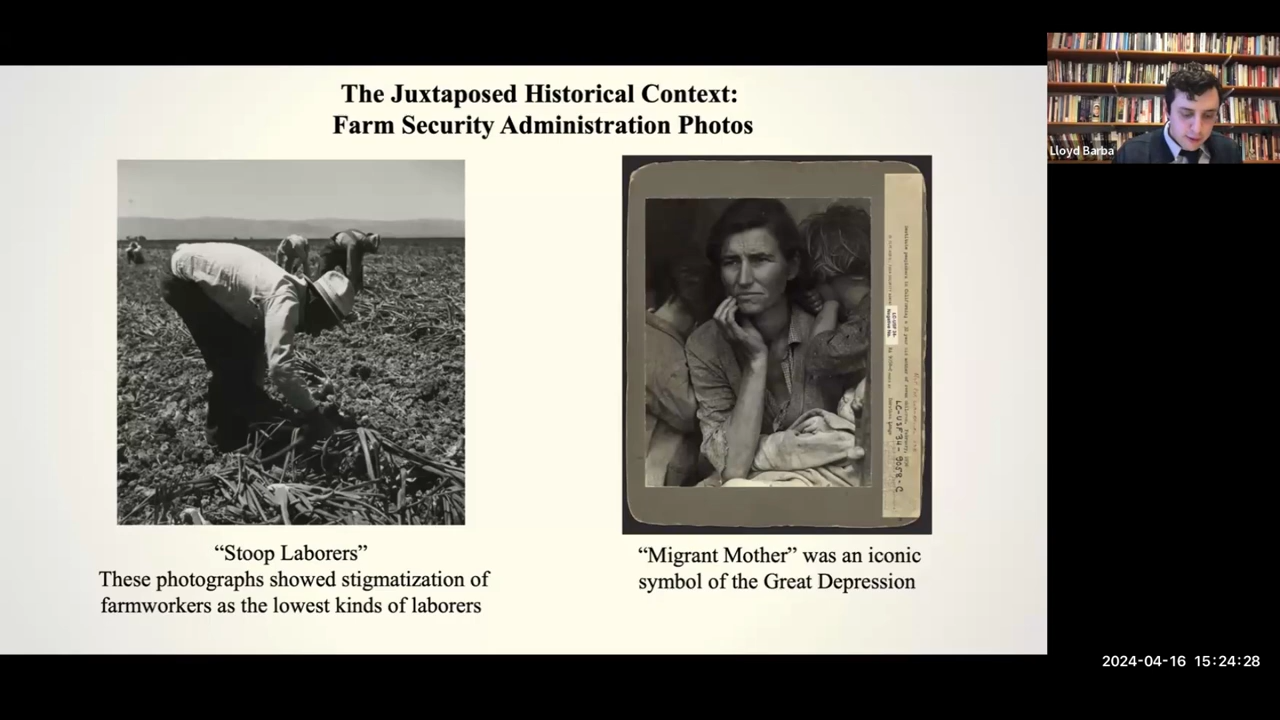 The Juxtaposed Historical Context:
Farm Security Administration Photos
Lloyd Barba
“Stoop Laborers”
These photographs showed stigmatization of
farmworkers as the lowest kinds of laborers
“Migrant Mother” was an iconic
symbol of the Great Depression
2024-04-16 15:24:28